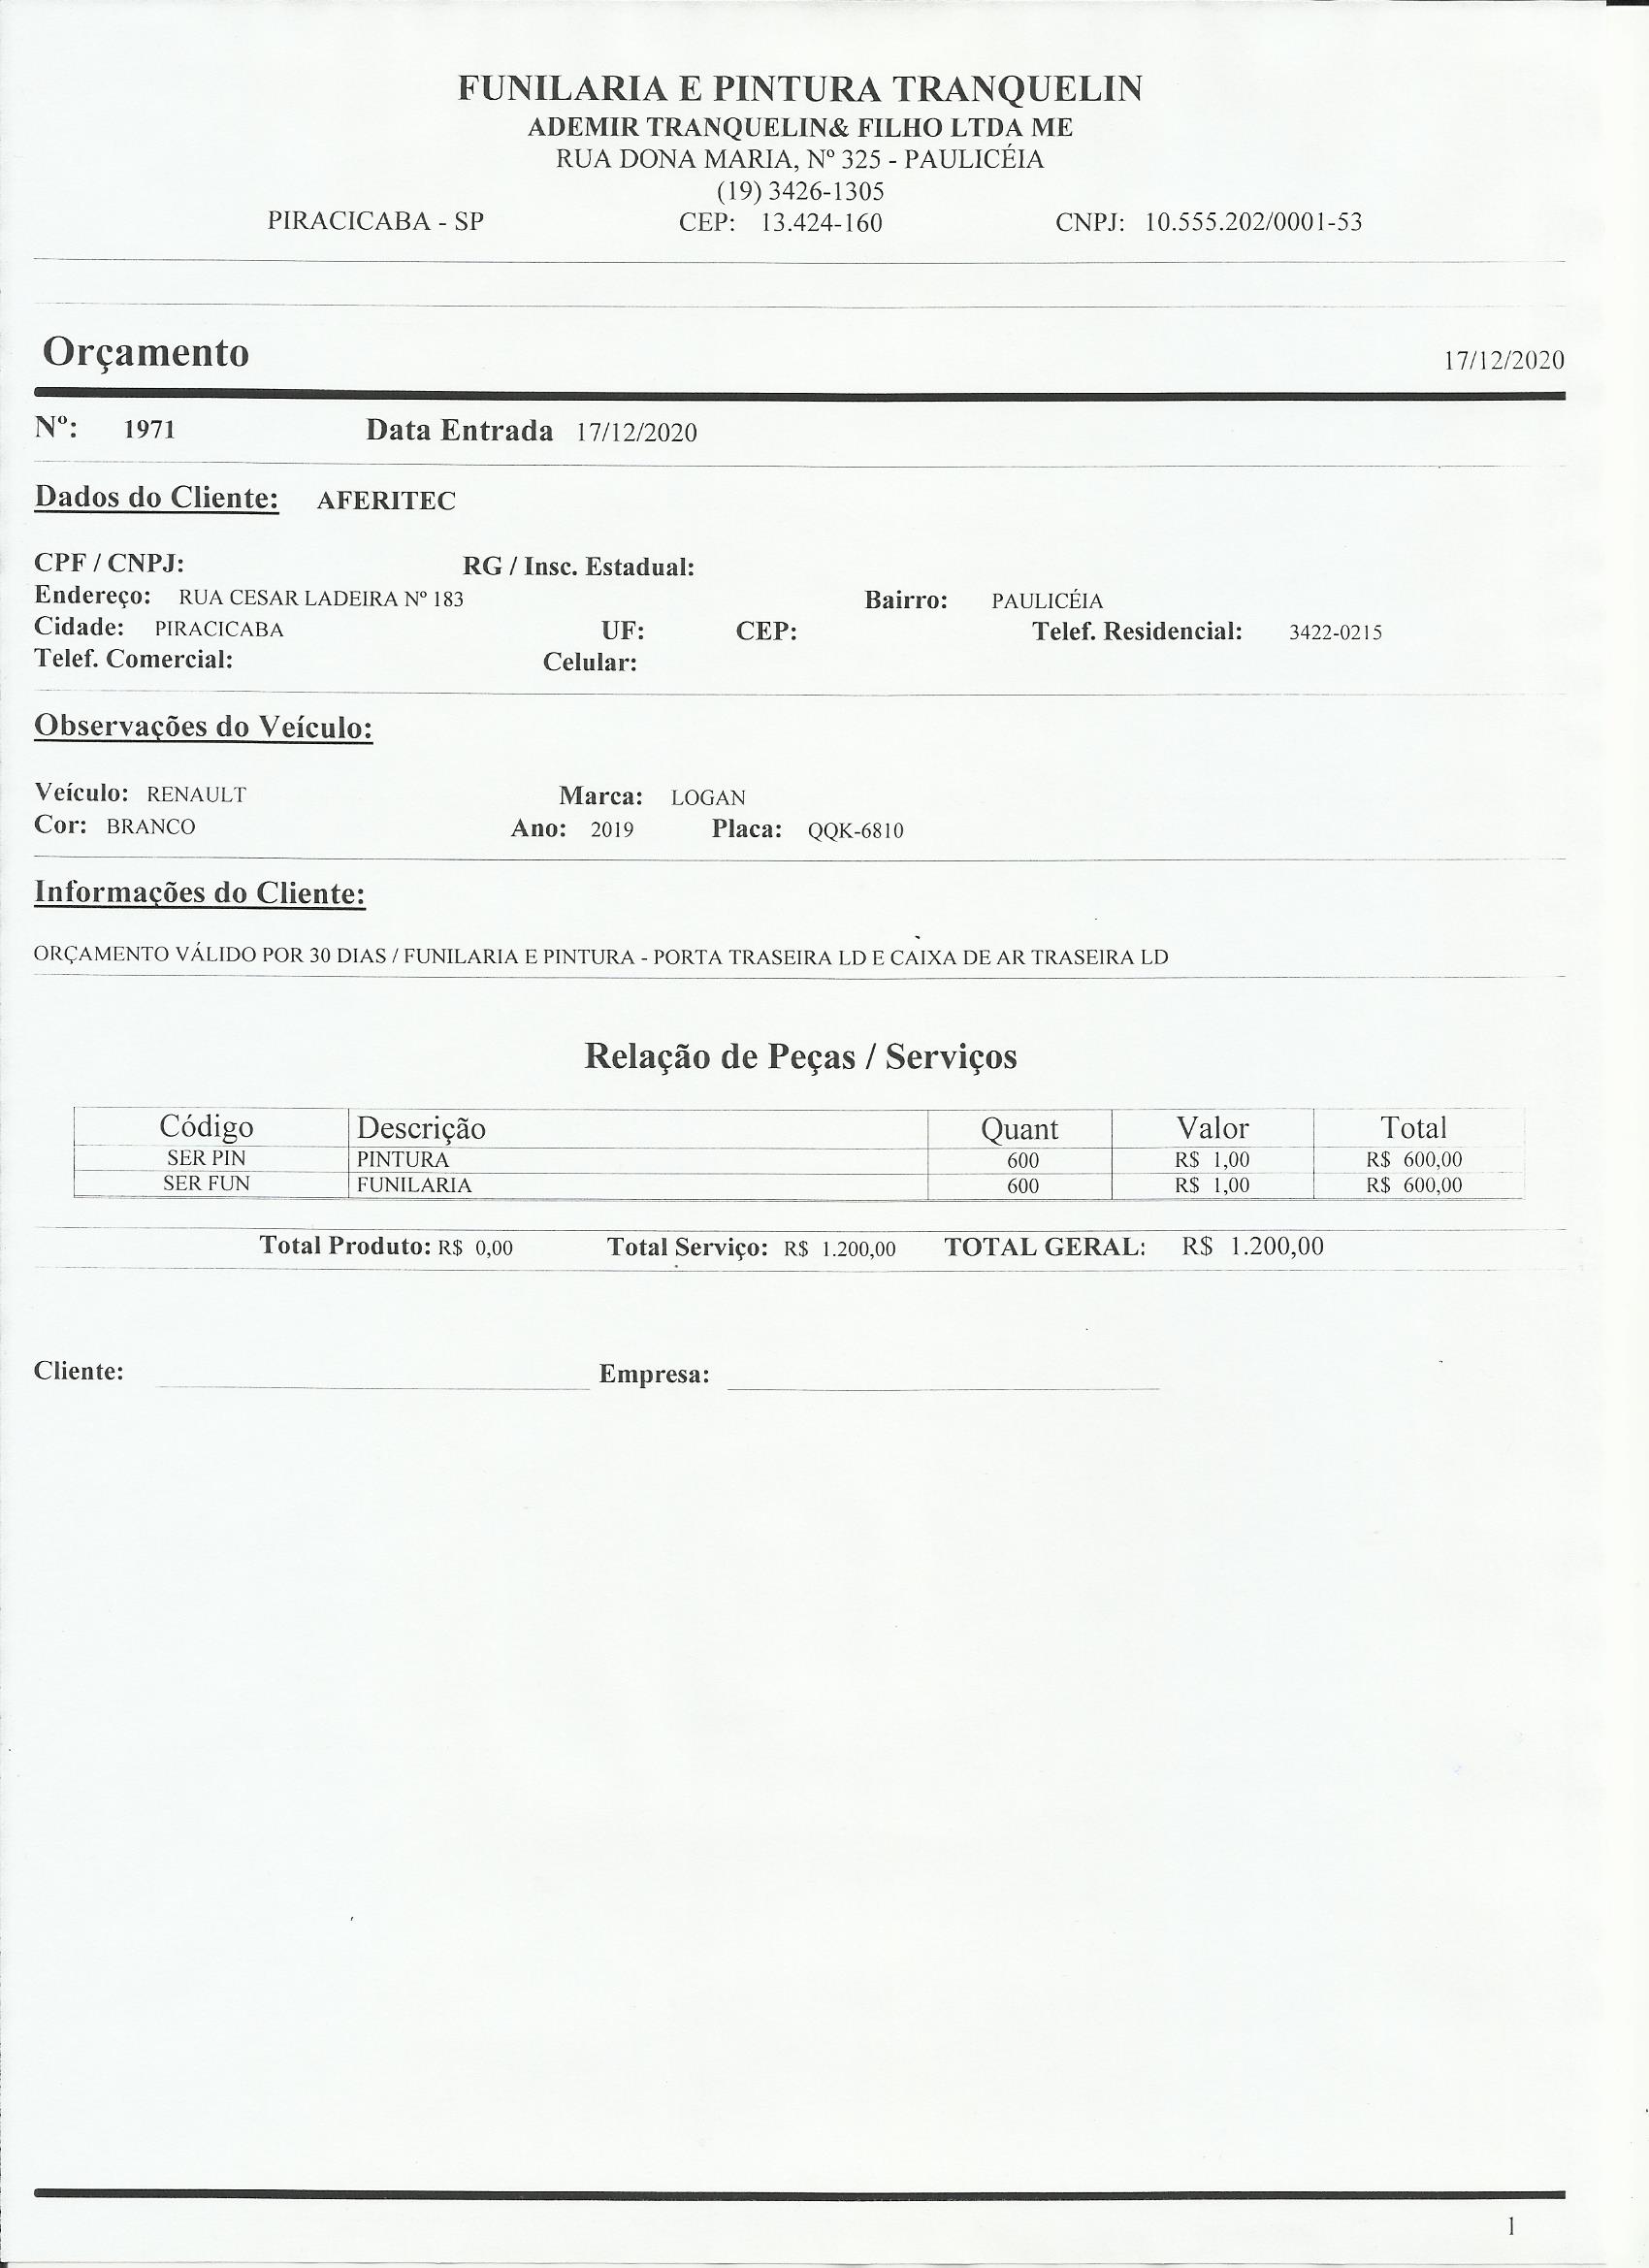 FUNILARIA E PINTURA TRANQUELIN
ADEMIR TRANQUELIN& FILHO LTDA ME
RUA DONA MARIA, Nº 325 - PAULICÉIA
(19) 3426-1305
PIRACICABA - SP CEP: 13.424-160 CNPJ: 10.555.202/0001-53
Orçamento 17/12/2020
Nº: 1971 Data Entrada 17/12/2020
Dados do Cliente: AFERITEC
CPF / CNPJ: RG / Insc. Estadual:
Endereço: RUA CESAR LADEIRA Nº 183 Bairro: PAULICÉIA
Cidade: PIRACICABA UF: CEP: Telef. Residencial: 3422-0215
Telef. Comercial: Celular:
Observações do Veículo:
Veículo: RENAULT Marca: LOGAN
Cor: BRANCO Ano: 2019 Placa: QQK-6810
Informações do Cliente:
ORÇAMENTO VÁLIDO POR 30 DIAS / FUNILARIA E PINTURA - PORTA TRASEIRA LD E CAIXA DE AR TRASEIRA LD
Relação de Peças / Serviços
Código Descrição Quant Valor Total
SER PIN PINTURA 600 R$ 1,00 R$ 600,00
SER FUN FUNILARIA 600 R$ 1,00 R$ 600,00
Total Produto: R$ 0,00 Total Serviço: R$ 1.200,00 TOTAL GERAL: R$ 1.200,00
Cliente: Empresa:
1